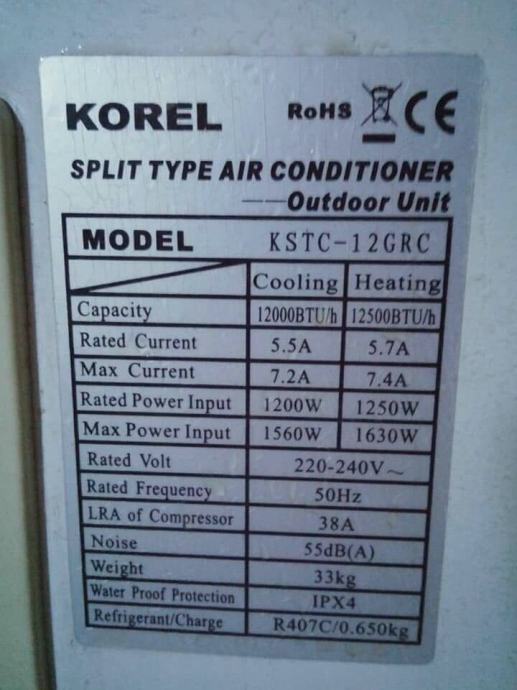 KOREL RoHS CE
SPLIT TYPE AIR CONDITIONER
——Outdoor Unit
MODEL KSTC-12GRC
Cooling Heating
Capacity 12000BTU/h 12500BTU/h
Rated Current 5.5A 5.7A
Max Current 7.2A 7.4A
Rated Power Input 1200W 1250W
Max Power Input 1560W 1630W
Rated Volt 220-240V~
Rated Frequency 50Hz
LRA of Compressor 38A
Noise 55dB(A)
Weight 33kg
Water Proof Protection IPX4
Refrigerant/Charge R407C/0.650kg